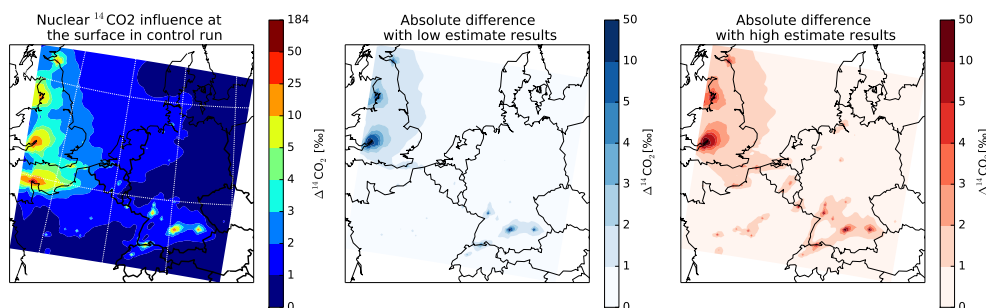 Nuclear ¹⁴CO2 influence at
the surface in control run
184
50
25
10
5
4
3
2
1
0
Δ¹⁴CO₂ [‰]
Absolute difference
with low estimate results
50
10
5
4
3
2
1
0
Δ¹⁴CO₂ [‰]
Absolute difference
with high estimate results
50
10
5
4
3
2
1
0
Δ¹⁴CO₂ [‰]